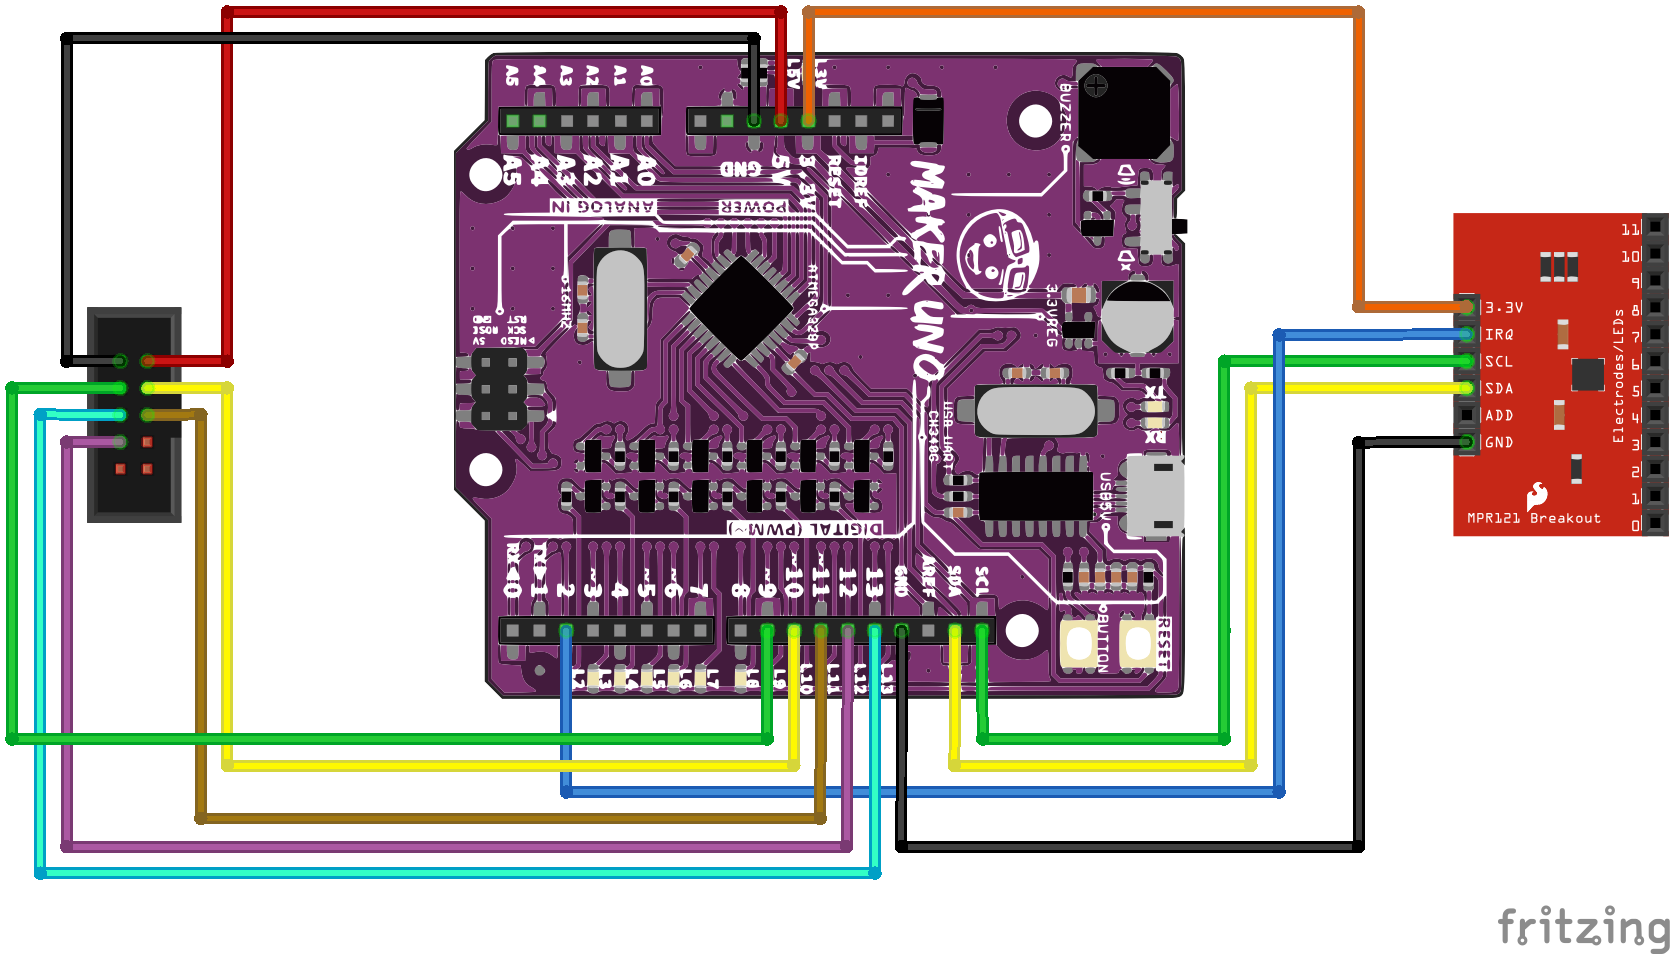 A5 A4 A3 A2 A1 A0
L5V L3V
BUZZER
A5 A4 A3 A2 A1 A0
GND 5V 3.3V RESET IOREF
ANALOG IN
POWER
MAKER UNO
16MHZ
ATMEGA328P
3.3VREG
GND RST
MOSI SCK
5V MISO
TX
RX
USB UART
CH340G
USB5V
DIGITAL (PWM~)
RX◀0 TX▶1 2 ~3 4 ~5 ~6 7 8 ~9 ~10 ~11 12 13 GND AREF SDA SCL
L2 L3 L4 L5 L6 L7 L8 L9 L10 L11 L12 L13
BUTTON
RESET
3.3V
IRQ
SCL
SDA
ADD
GND
Electrodes/LEDs
11
10
9
8
7
6
5
4
3
2
1
0
MPR121 Breakout
fritzing